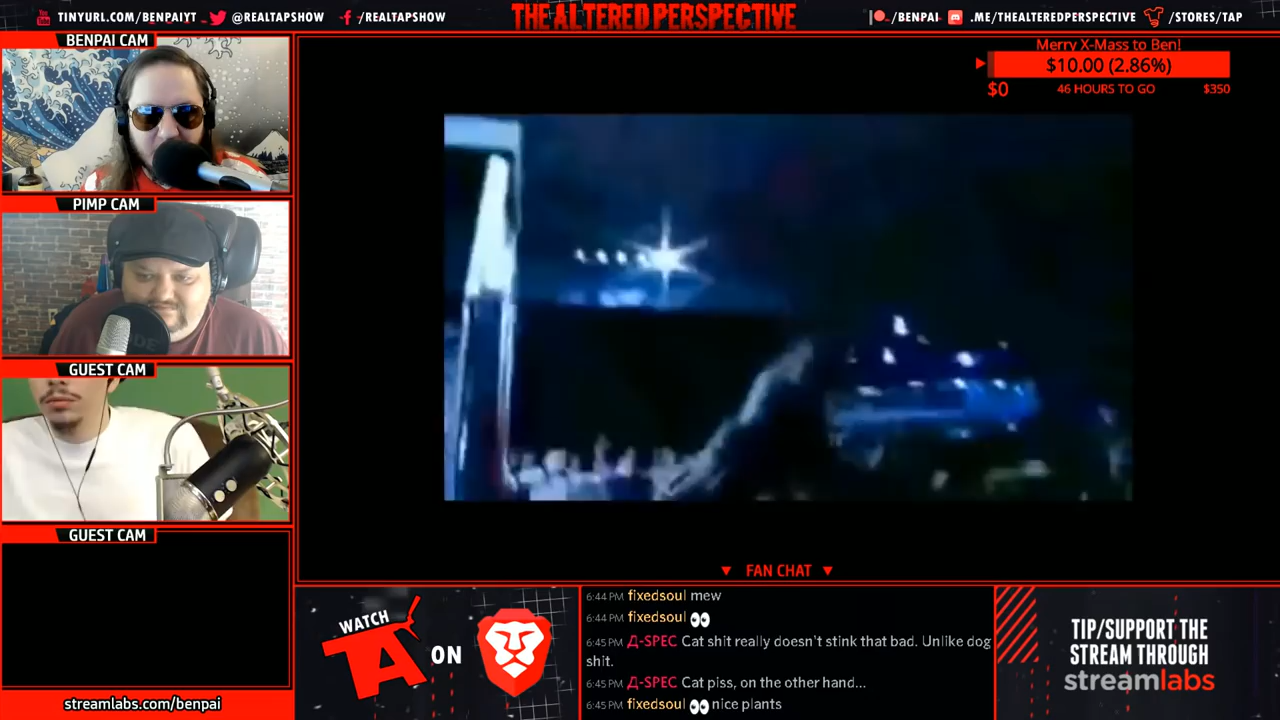 TINYURL.COM/BENPAIYT @REALTAPSHOW /REALTAPSHOW THE ALTERED PERSPECTIVE /BENPAI .ME/THEALTEREDPERSPECTIVE /STORES/TAP
BENPAI CAM
Merry X-Mass to Ben!
$10.00 (2.86%)
$0 46 HOURS TO GO $350
PIMP CAM
GUEST CAM
GUEST CAM
▼ FAN CHAT ▼
WATCH
TA ON
6:44 PM fixedsoul mew
6:44 PM fixedsoul 👀
6:45 PM Д-SPEC Cat shit really doesn't stink that bad. Unlike dog
shit.
6:45 PM Д-SPEC Cat piss, on the other hand...
6:45 PM fixedsoul 👀 nice plants
TIP/SUPPORT THE
STREAM THROUGH
streamlabs
streamlabs.com/benpai